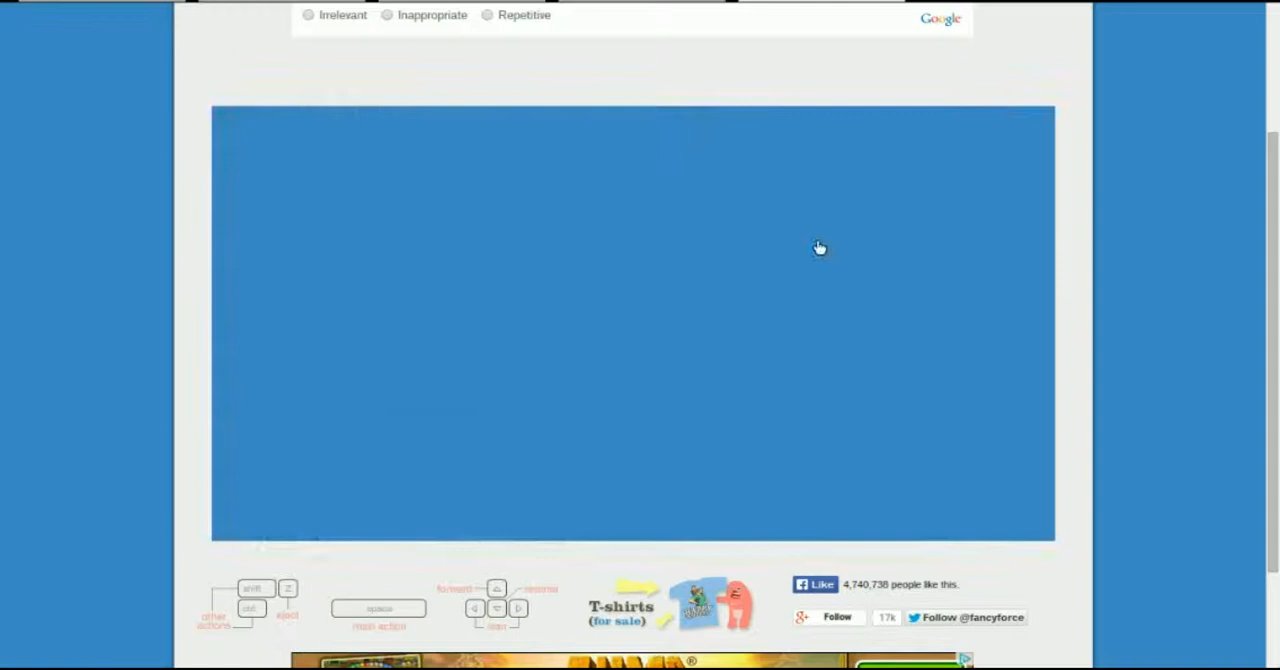 Irrelevant Inappropriate Repetitive
Google
shift Z
ctrl
other
actions
eject
space
main action
forward
reverse
lean
T-shirts
(for sale)
Like 4,740,738 people like this.
Follow 17k Follow @fancyforce